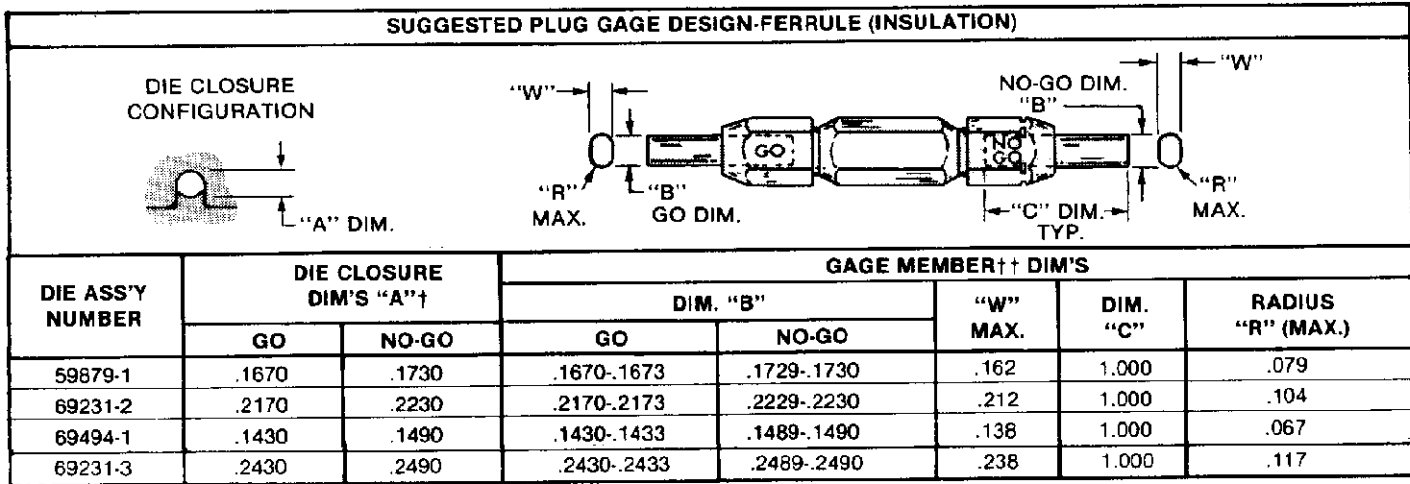 SUGGESTED PLUG GAGE DESIGN-FERRULE (INSULATION)
DIE CLOSURE
CONFIGURATION
"A" DIM.
"W"
"R"
MAX.
"B"
GO DIM.
GO
NO
GO
NO-GO DIM.
"B"
"W"
"C" DIM.
TYP.
"R"
MAX.
DIE ASS'Y
NUMBER
DIE CLOSURE
DIM'S "A"†
GAGE MEMBER†† DIM'S
DIM. "B"
"W"
MAX.
DIM.
"C"
RADIUS
"R" (MAX.)
GO NO-GO GO NO-GO
59879-1 .1670 .1730 .1670-.1673 .1729-.1730 .162 1.000 .079
69231-2 .2170 .2230 .2170-.2173 .2229-.2230 .212 1.000 .104
69494-1 .1430 .1490 .1430-.1433 .1489-.1490 .138 1.000 .067
69231-3 .2430 .2490 .2430-.2433 .2489-.2490 .238 1.000 .117